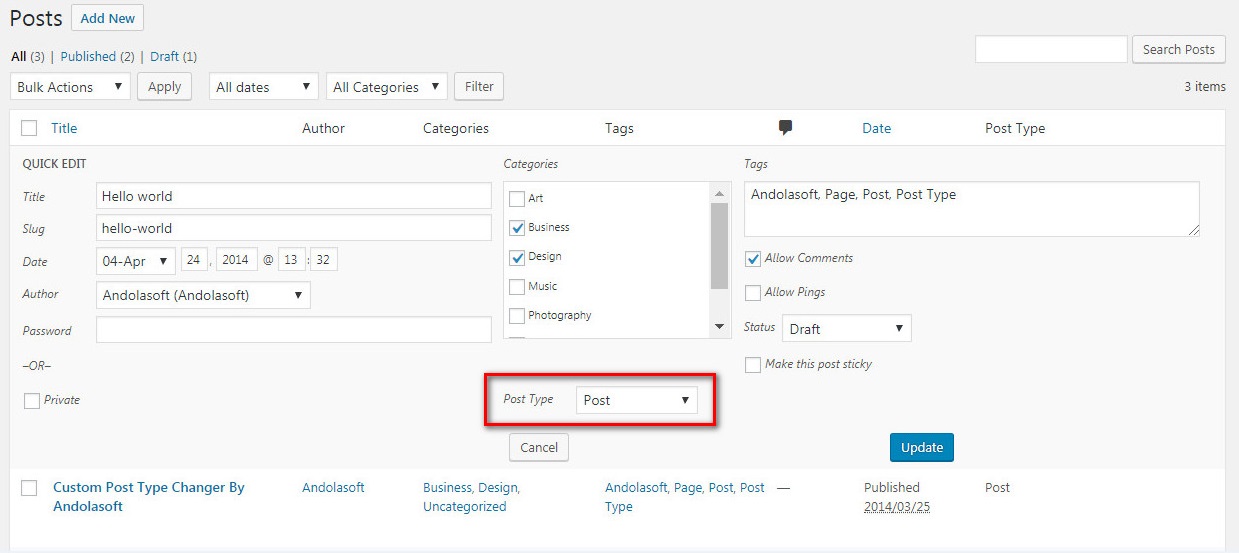 Posts Add New
All (3) | Published (2) | Draft (1)
Search Posts
Bulk Actions Apply All dates All Categories Filter 3 items
Title Author Categories Tags Date Post Type
QUICK EDIT
Title Hello world
Slug hello-world
Date 04-Apr 24 , 2014 @ 13 : 32
Author Andolasoft (Andolasoft)
Password
–OR–
Private
Categories
Art
Business
Design
Music
Photography
Post Type Post
Tags
Andolasoft, Page, Post, Post Type
Allow Comments
Allow Pings
Status Draft
Make this post sticky
Cancel Update
Custom Post Type Changer By
Andolasoft
Andolasoft
Business, Design,
Uncategorized
Andolasoft, Page, Post, Post
Type
—
Published
2014/03/25
Post